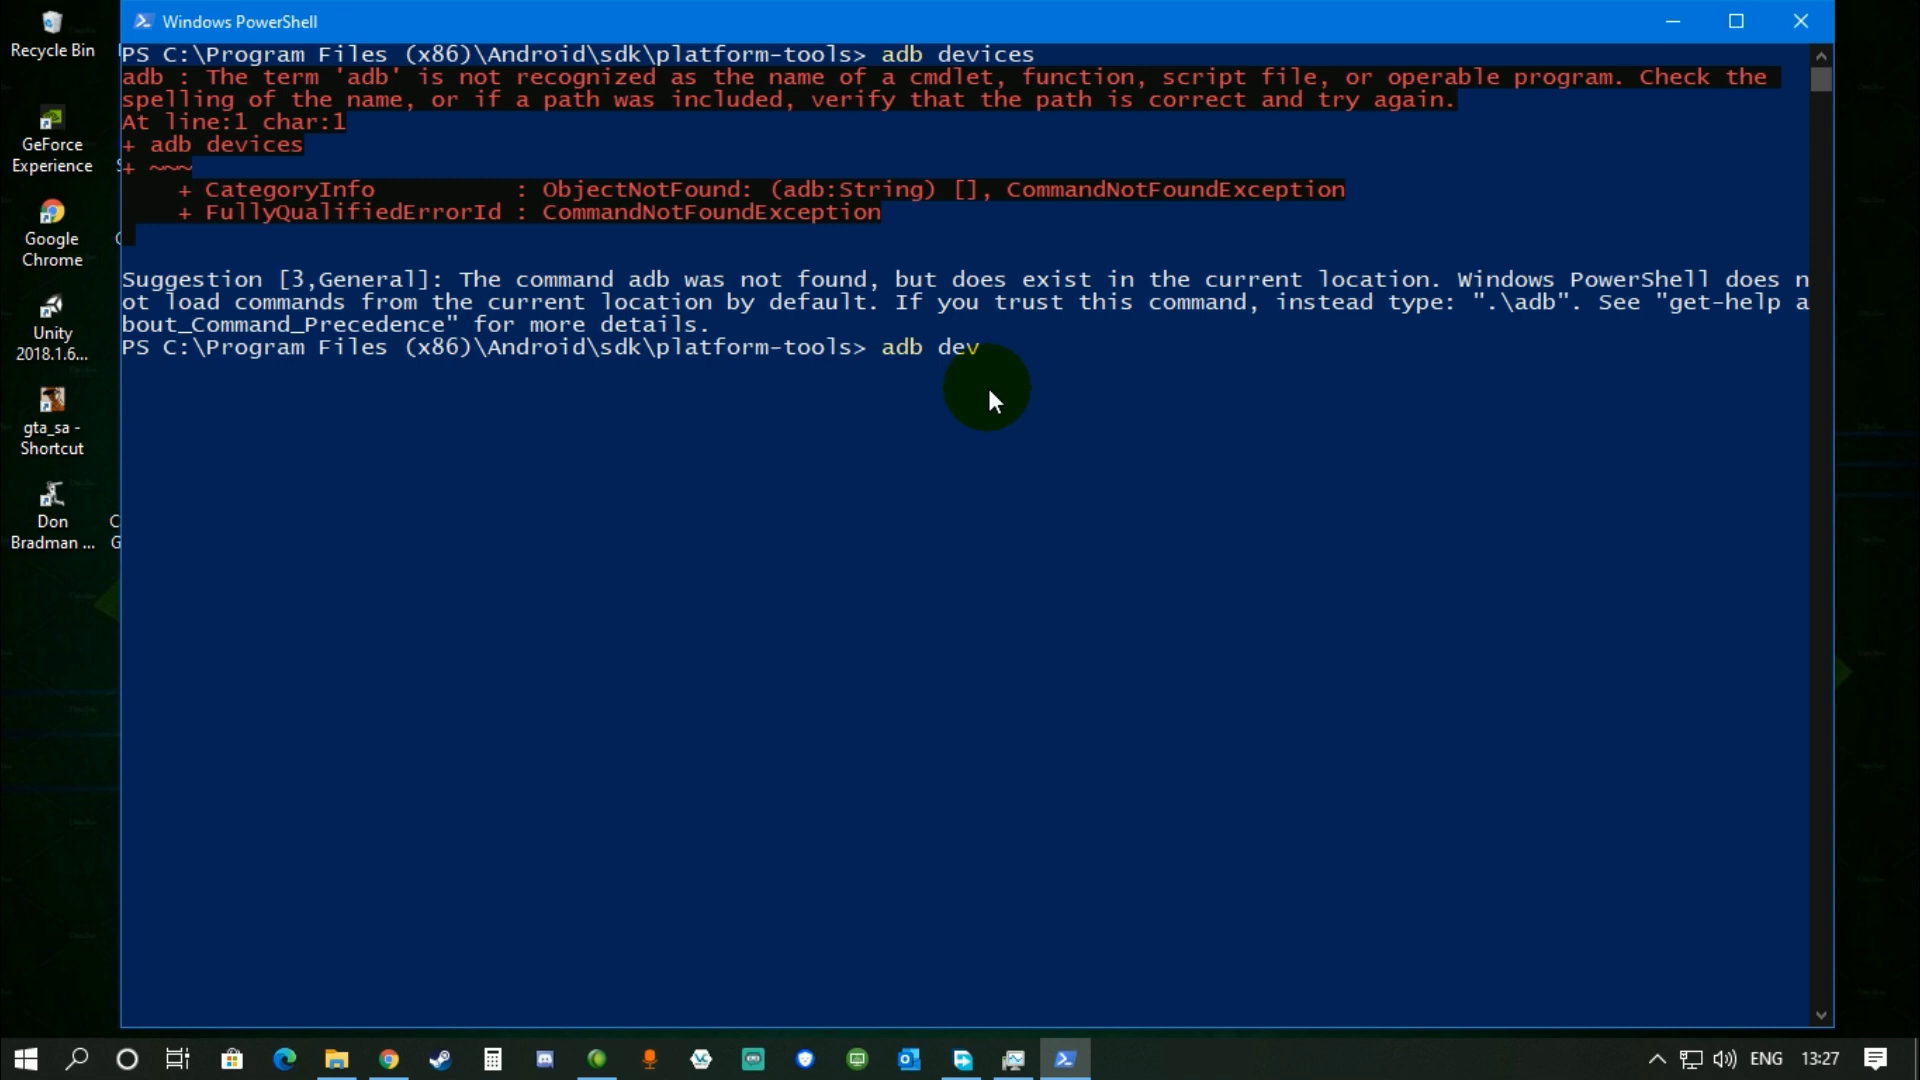 Windows PowerShell
PS C:\Program Files (x86)\Android\sdk\platform-tools> adb devices
adb : The term 'adb' is not recognized as the name of a cmdlet, function, script file, or operable program. Check the
spelling of the name, or if a path was included, verify that the path is correct and try again.
At line:1 char:1
+ adb devices
+ ~~~
+ CategoryInfo : ObjectNotFound: (adb:String) [], CommandNotFoundException
+ FullyQualifiedErrorId : CommandNotFoundException
Suggestion [3,General]: The command adb was not found, but does exist in the current location. Windows PowerShell does n
ot load commands from the current location by default. If you trust this command, instead type: ".\adb". See "get-help a
bout_Command_Precedence" for more details.
PS C:\Program Files (x86)\Android\sdk\platform-tools> adb dev
Recycle Bin
GeForce
Experience
Google
Chrome
Unity
2018.1.6...
gta_sa -
Shortcut
Don
Bradman ...
ENG
13:27